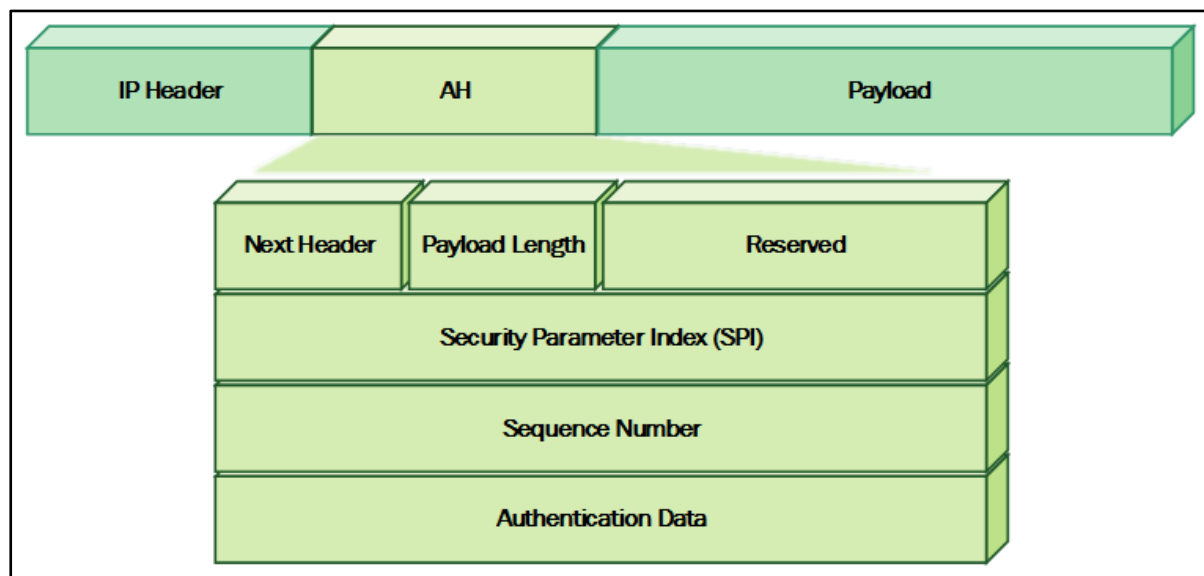 IP Header AH Payload
Next Header Payload Length Reserved
Security Parameter Index (SPI)
Sequence Number
Authentication Data